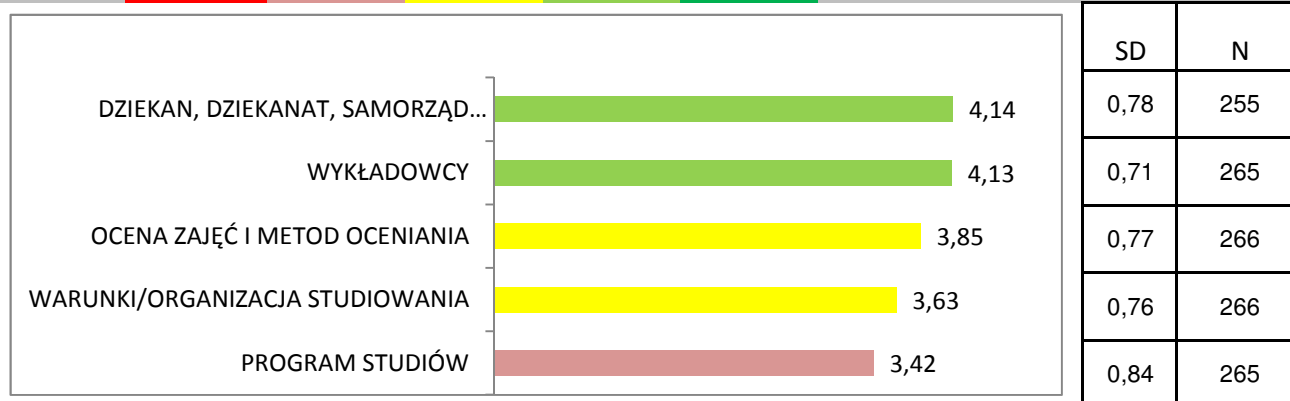 SD N
DZIEKAN, DZIEKANAT, SAMORZĄD… 4,14 0,78 255
WYKŁADOWCY 4,13 0,71 265
OCENA ZAJĘĆ I METOD OCENIANIA 3,85 0,77 266
WARUNKI/ORGANIZACJA STUDIOWANIA 3,63 0,76 266
PROGRAM STUDIÓW 3,42 0,84 265